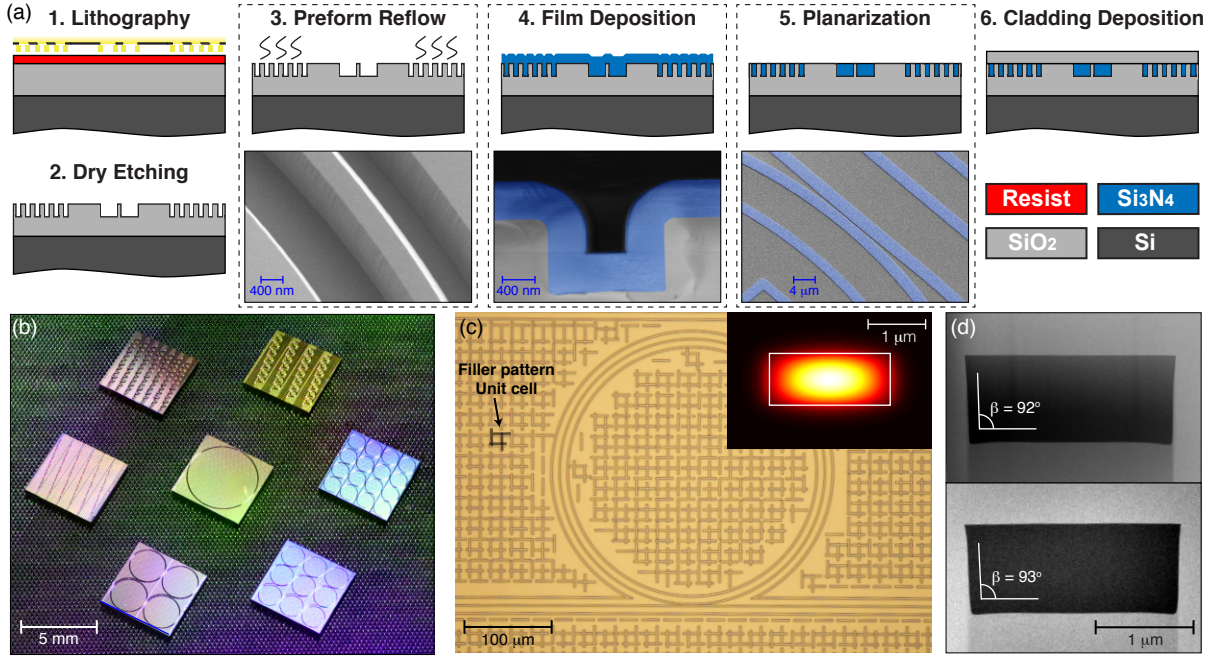 (a)
1. Lithography
3. Preform Reflow
4. Film Deposition
5. Planarization
6. Cladding Deposition
2. Dry Etching
400 nm
400 nm
4 μm
Resist
Si₃N₄
SiO₂
Si
(b)
5 mm
(c)
Filler pattern
Unit cell
100 μm
1 μm
(d)
β = 92°
β = 93°
1 μm